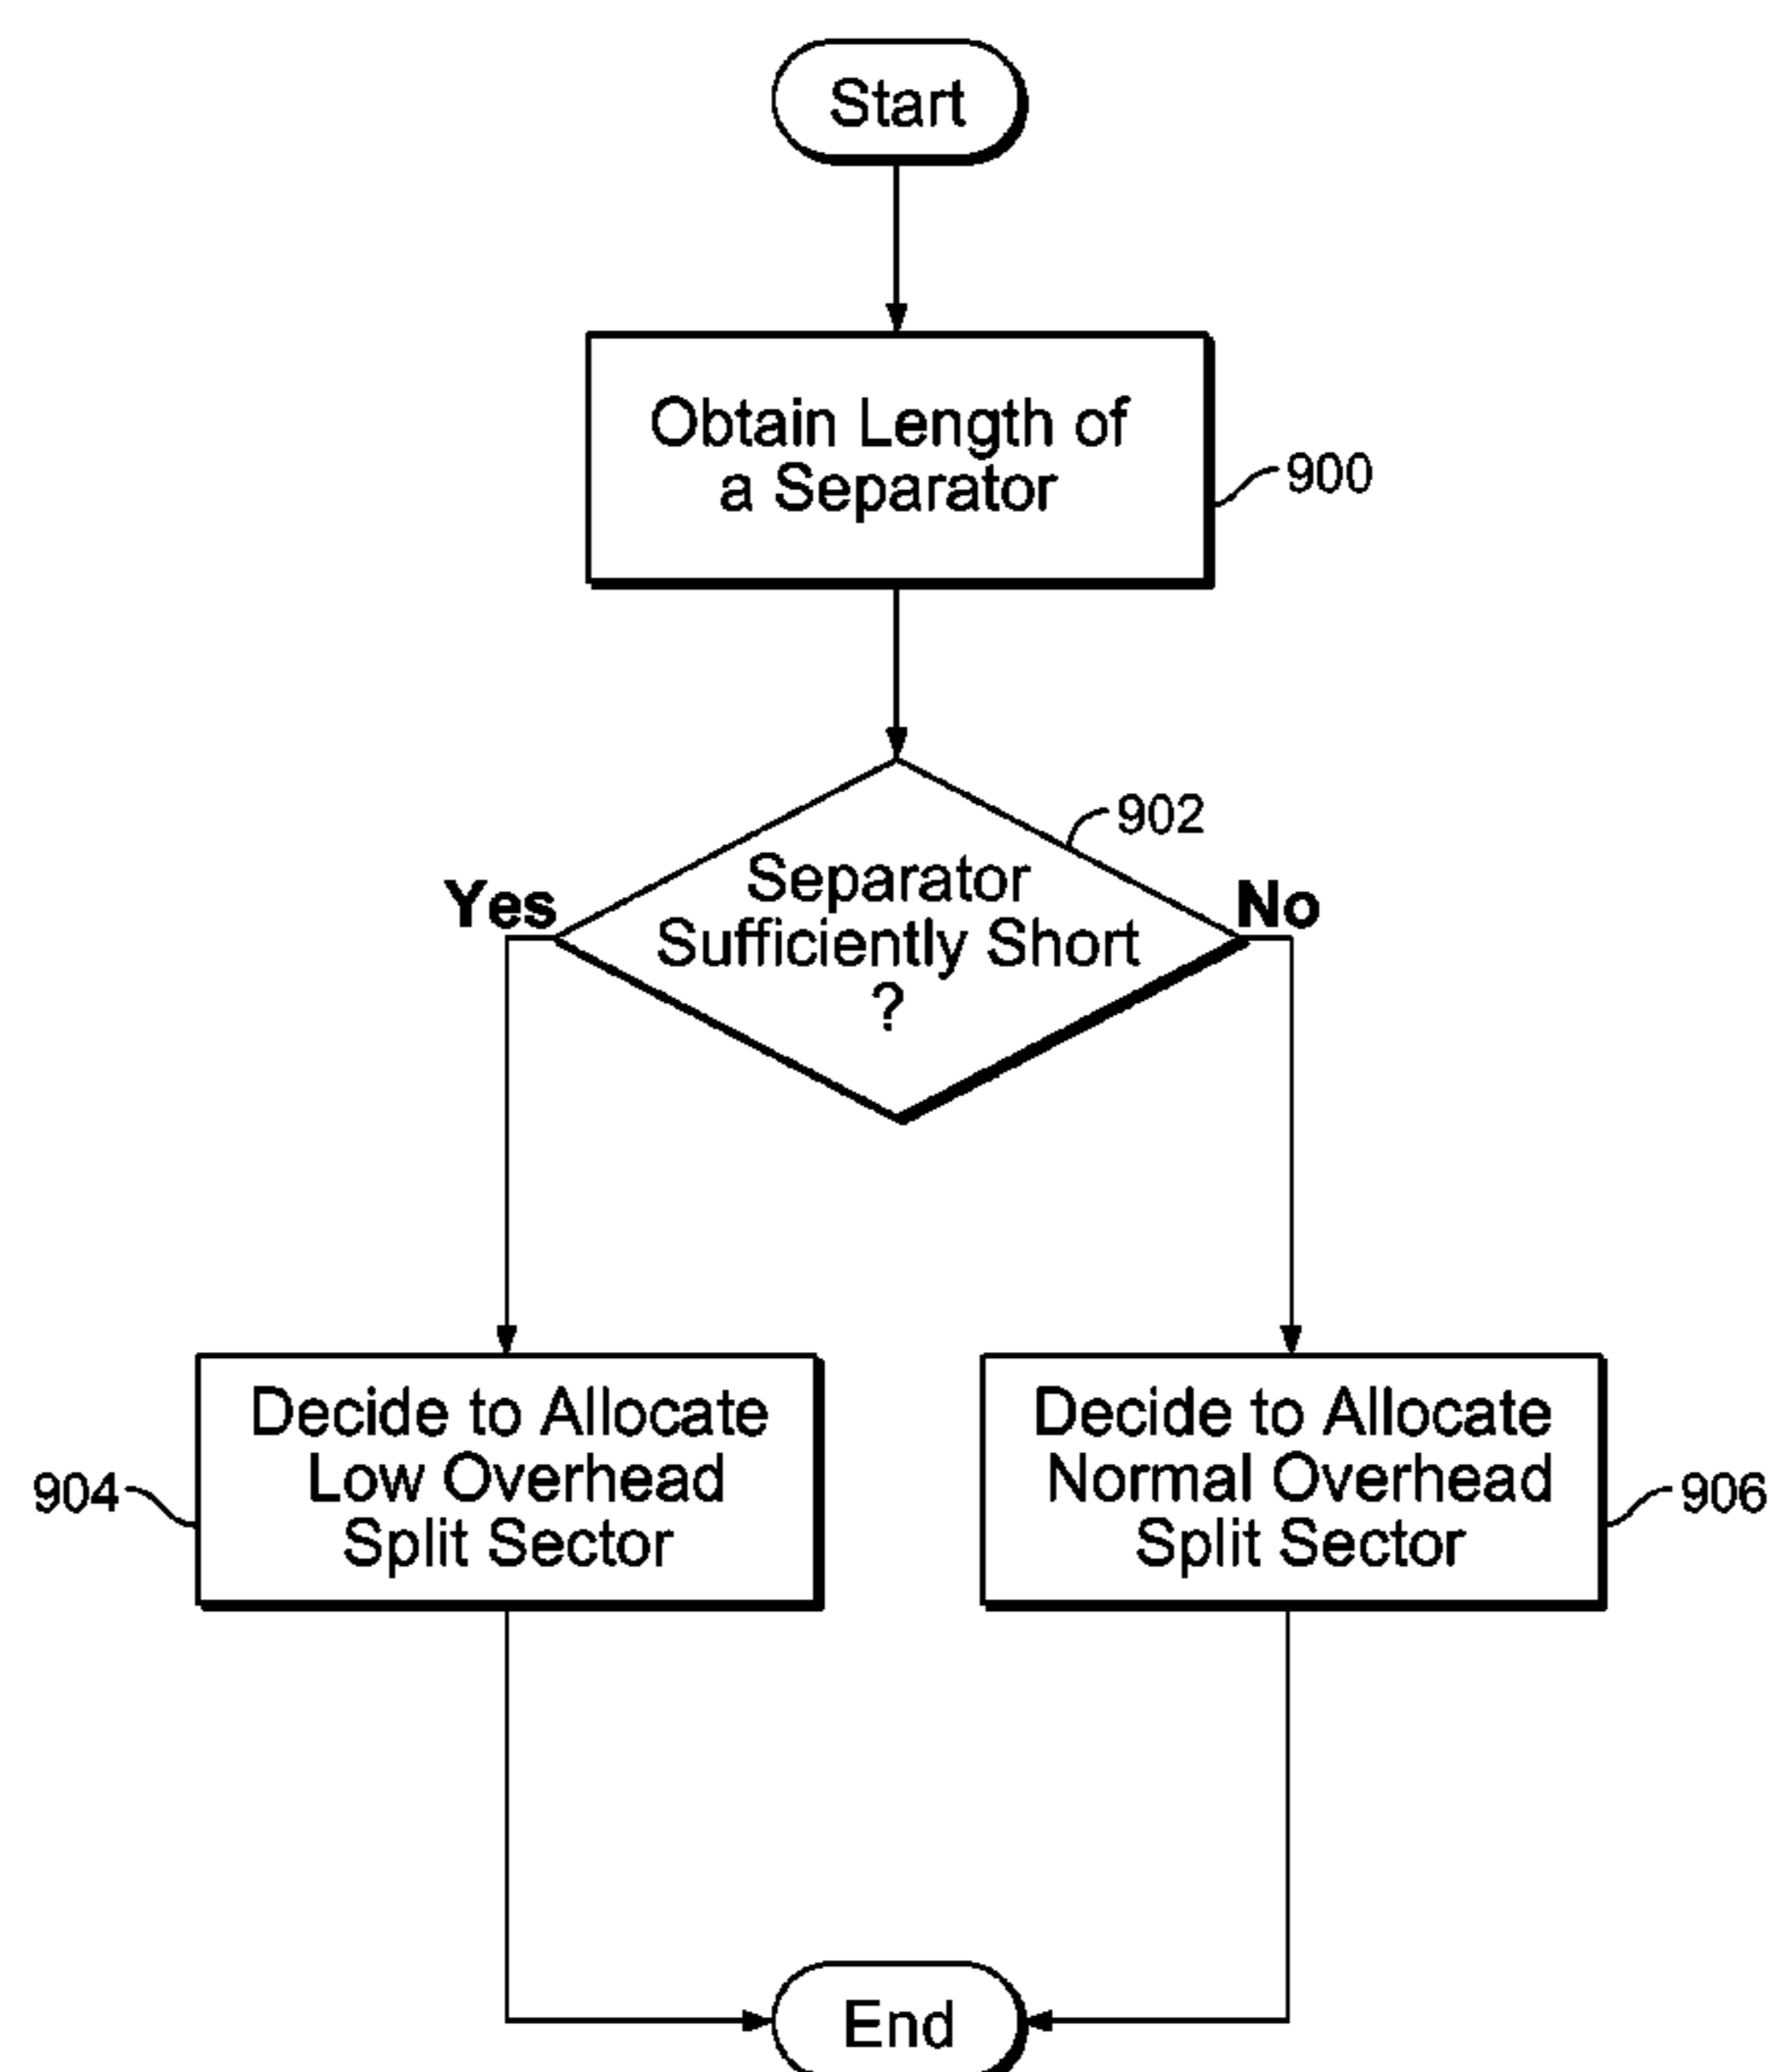 Start
Obtain Length of
a Separator
900
902
Separator
Sufficiently Short
?
Yes
No
Decide to Allocate
Low Overhead
Split Sector
904
Decide to Allocate
Normal Overhead
Split Sector
906
End